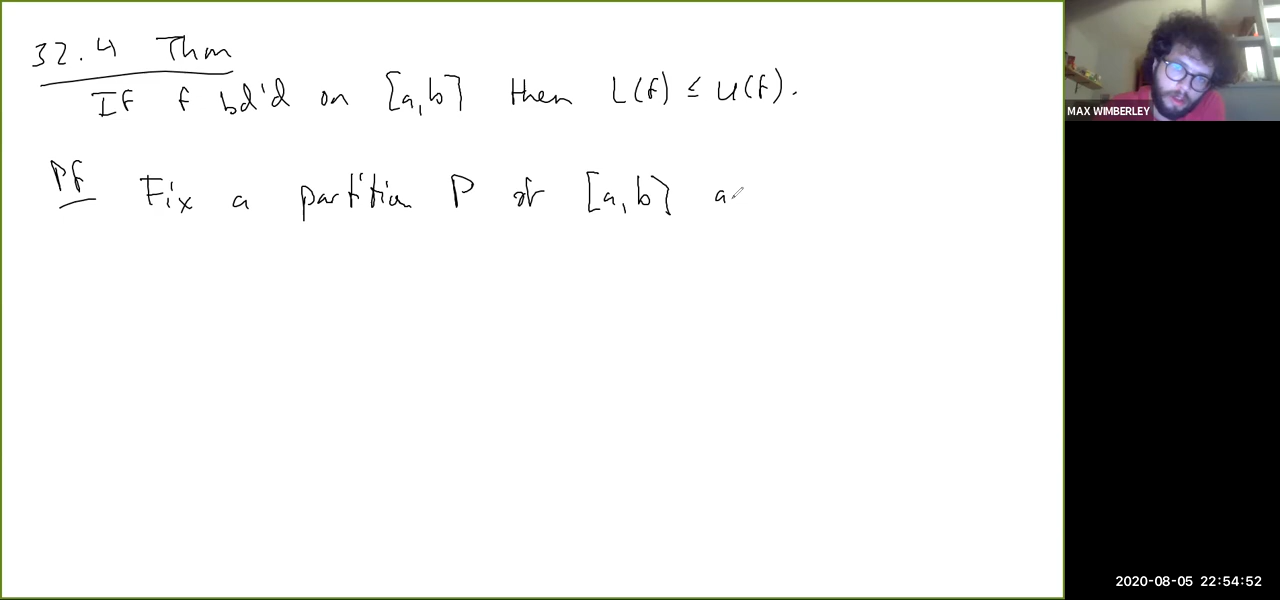 32.4 Thm
If f bd'd on [a,b] then L(f) ≤ U(f).
Pf Fix a partition P of [a,b] a
MAX WIMBERLEY
2020-08-05 22:54:52